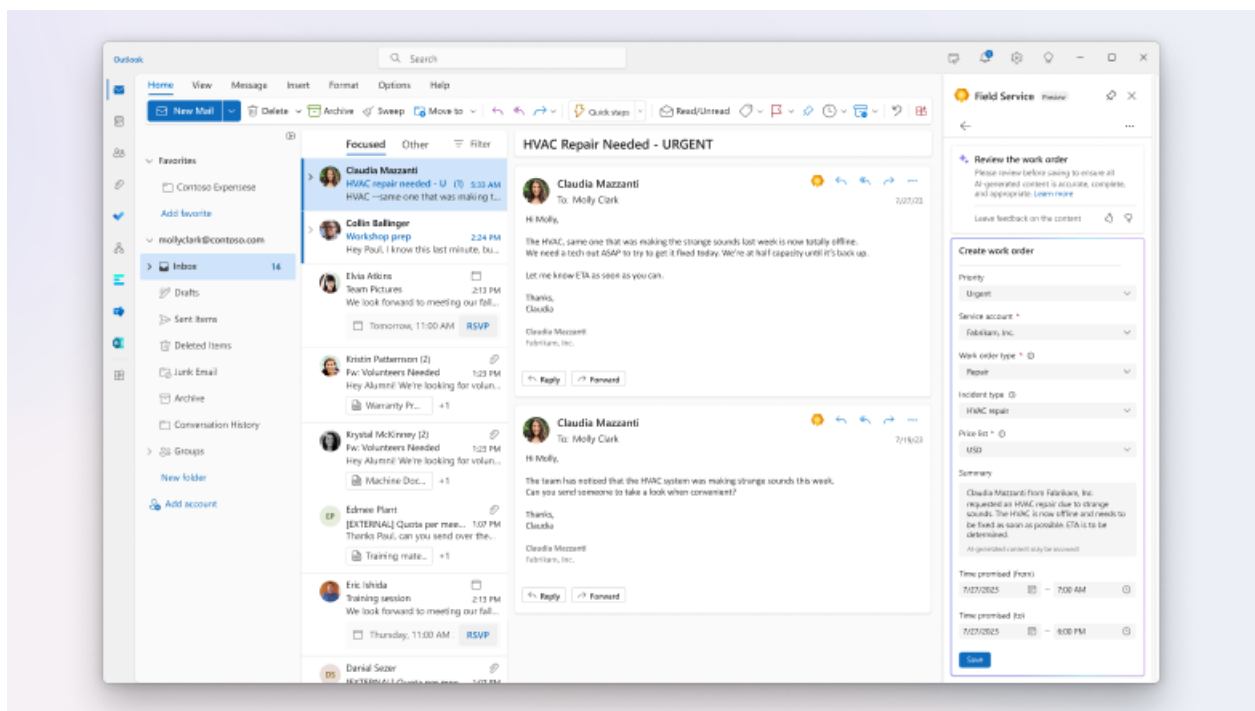 Outlook
Search
Home View Message Insert Format Options Help
New Mail Delete Archive Sweep Move to Quick steps Read/Unread
Favorites
Contoso Expensese
Add favorite
mollyclark@contoso.com
Inbox 14
Drafts
Sent Items
Deleted Items
Junk Email
Archive
Conversation History
Groups
New folder
Add account
Focused Other Filter
Claudia Mazzanti
HVAC repair needed - U (1) 5:33 AM
HVAC —same one that was making t...
Collin Ballinger
Workshop prep 2:24 PM
Hey Paul, I know this last minute, bu...
Elvia Atkins
Team Pictures 2:13 PM
We look forward to meeting our fall...
Tomorrow, 11:00 AM RSVP
Kristin Patternson (2)
Fw: Volunteers Needed 1:23 PM
Hey Alumni! We're looking for volun...
Warranty Pr... +1
Krystal McKinney (2)
Fw: Volunteers Needed 1:23 PM
Hey Alumni! We're looking for volun...
Machine Doc... +1
EP
Edmee Plant
[EXTERNAL] Quota per mee... 1:07 PM
Thanks Paul, can you send over the...
Training mate... +1
Eric Ishida
Training session 2:13 PM
We look forward to meeting our fall...
Thursday, 11:00 AM RSVP
DS
Danial Sezer
HVAC Repair Needed - URGENT
Claudia Mazzanti
To: Molly Clark
Hi Molly,
The HVAC, same one that was making the strange sounds last week is now totally offline.
We need a tech out ASAP to try to get it fixed today. We're at half capacity until it's back up.
Let me know ETA as soon as you can.
Thanks,
Claudia
Claudia Mazzanti
Fabrikam, Inc.
Reply Forward
Claudia Mazzanti
To: Molly Clark
Hi Molly,
The team has noticed that the HVAC system was making strange sounds this week.
Can you send someone to take a look when convenient?
Thanks,
Claudia
Claudia Mazzanti
Fabrikam, Inc.
Reply Forward
Field Service Preview
Review the work order
Please review before saving to ensure all
AI-generated content is accurate, complete,
and appropriate. Learn more
Leave feedback on the content
Create work order
Priority
Urgent
Service account *
Fabrikam, Inc.
Work order type *
Repair
Incident type
HVAC repair
Price list *
USD
Summary
Claudia Mazzanti from Fabrikam, Inc.
requested an HVAC repair due to strange
sounds. The HVAC is now offline and needs to
be fixed as soon as possible. ETA is to be
determined.
AI-generated content may be incorrect
Time promised (from)
7/27/2023 – 7:00 AM
Time promised (to)
7/27/2023 – 6:00 PM
Save